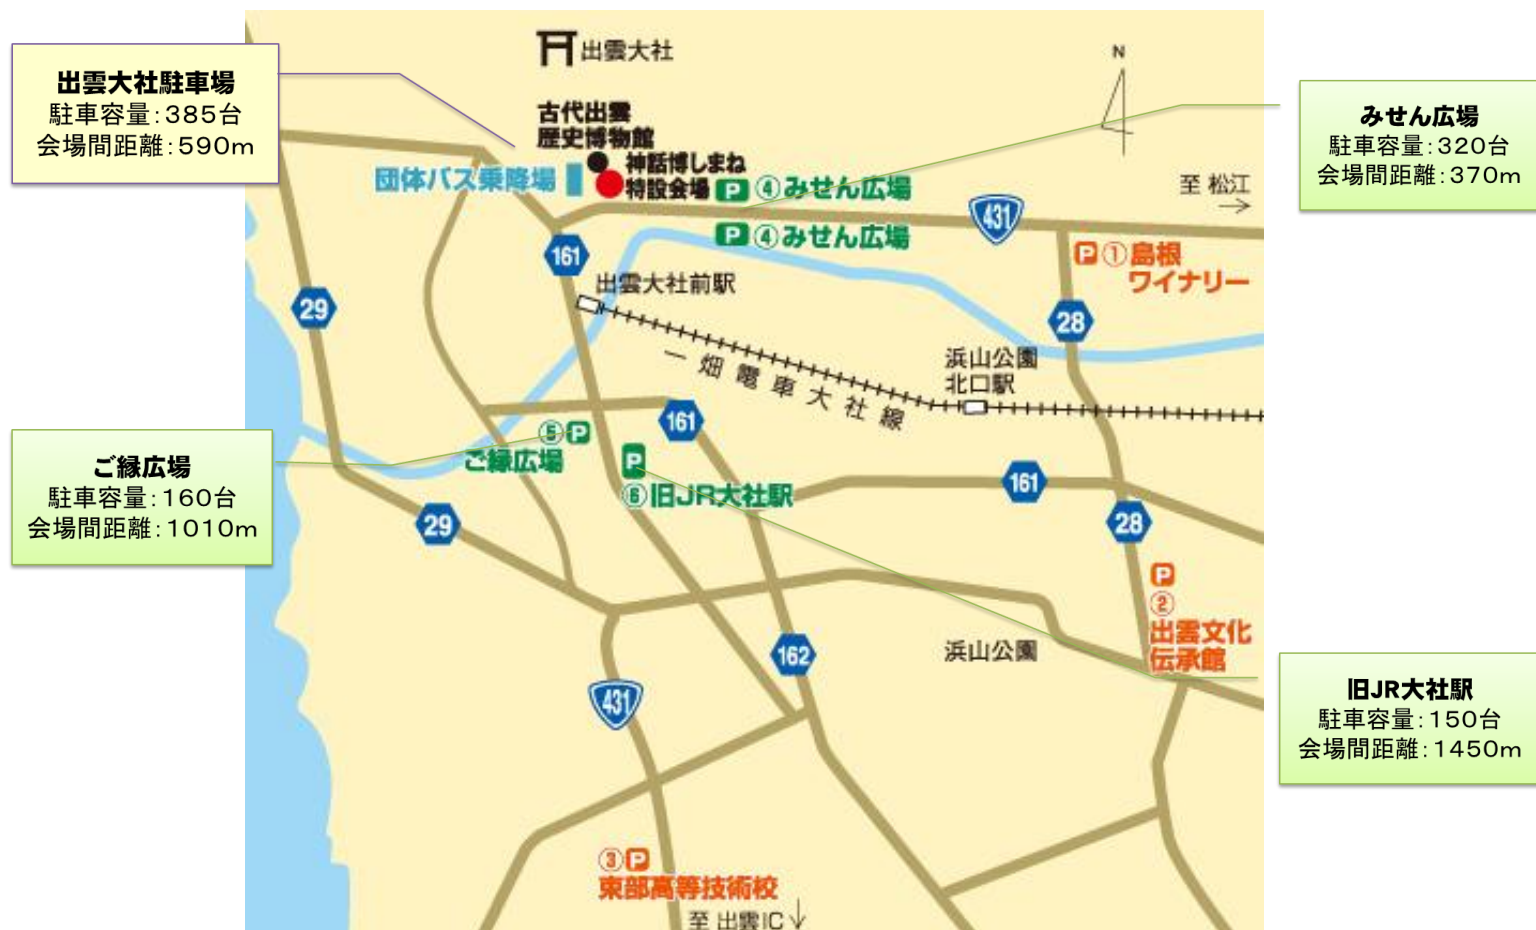 出雲大社駐車場
駐車容量:385台
会場間距離:590m
出雲大社
N
古代出雲
歴史博物館
神話博しまね
特設会場
団体バス乗降場
P ④みせん広場
P ④みせん広場
みせん広場
駐車容量:320台
会場間距離:370m
至 松江
431
P ①島根
ワイナリー
161
出雲大社前駅
29
28
一畑電車大社線
浜山公園
北口駅
161
⑤ P
ご縁広場
ご縁広場
駐車容量:160台
会場間距離:1010m
P
⑥旧JR大社駅
161
29
28
P
②
出雲文化
伝承館
浜山公園
162
431
旧JR大社駅
駐車容量:150台
会場間距離:1450m
③ P
東部高等技術校
至 出雲IC